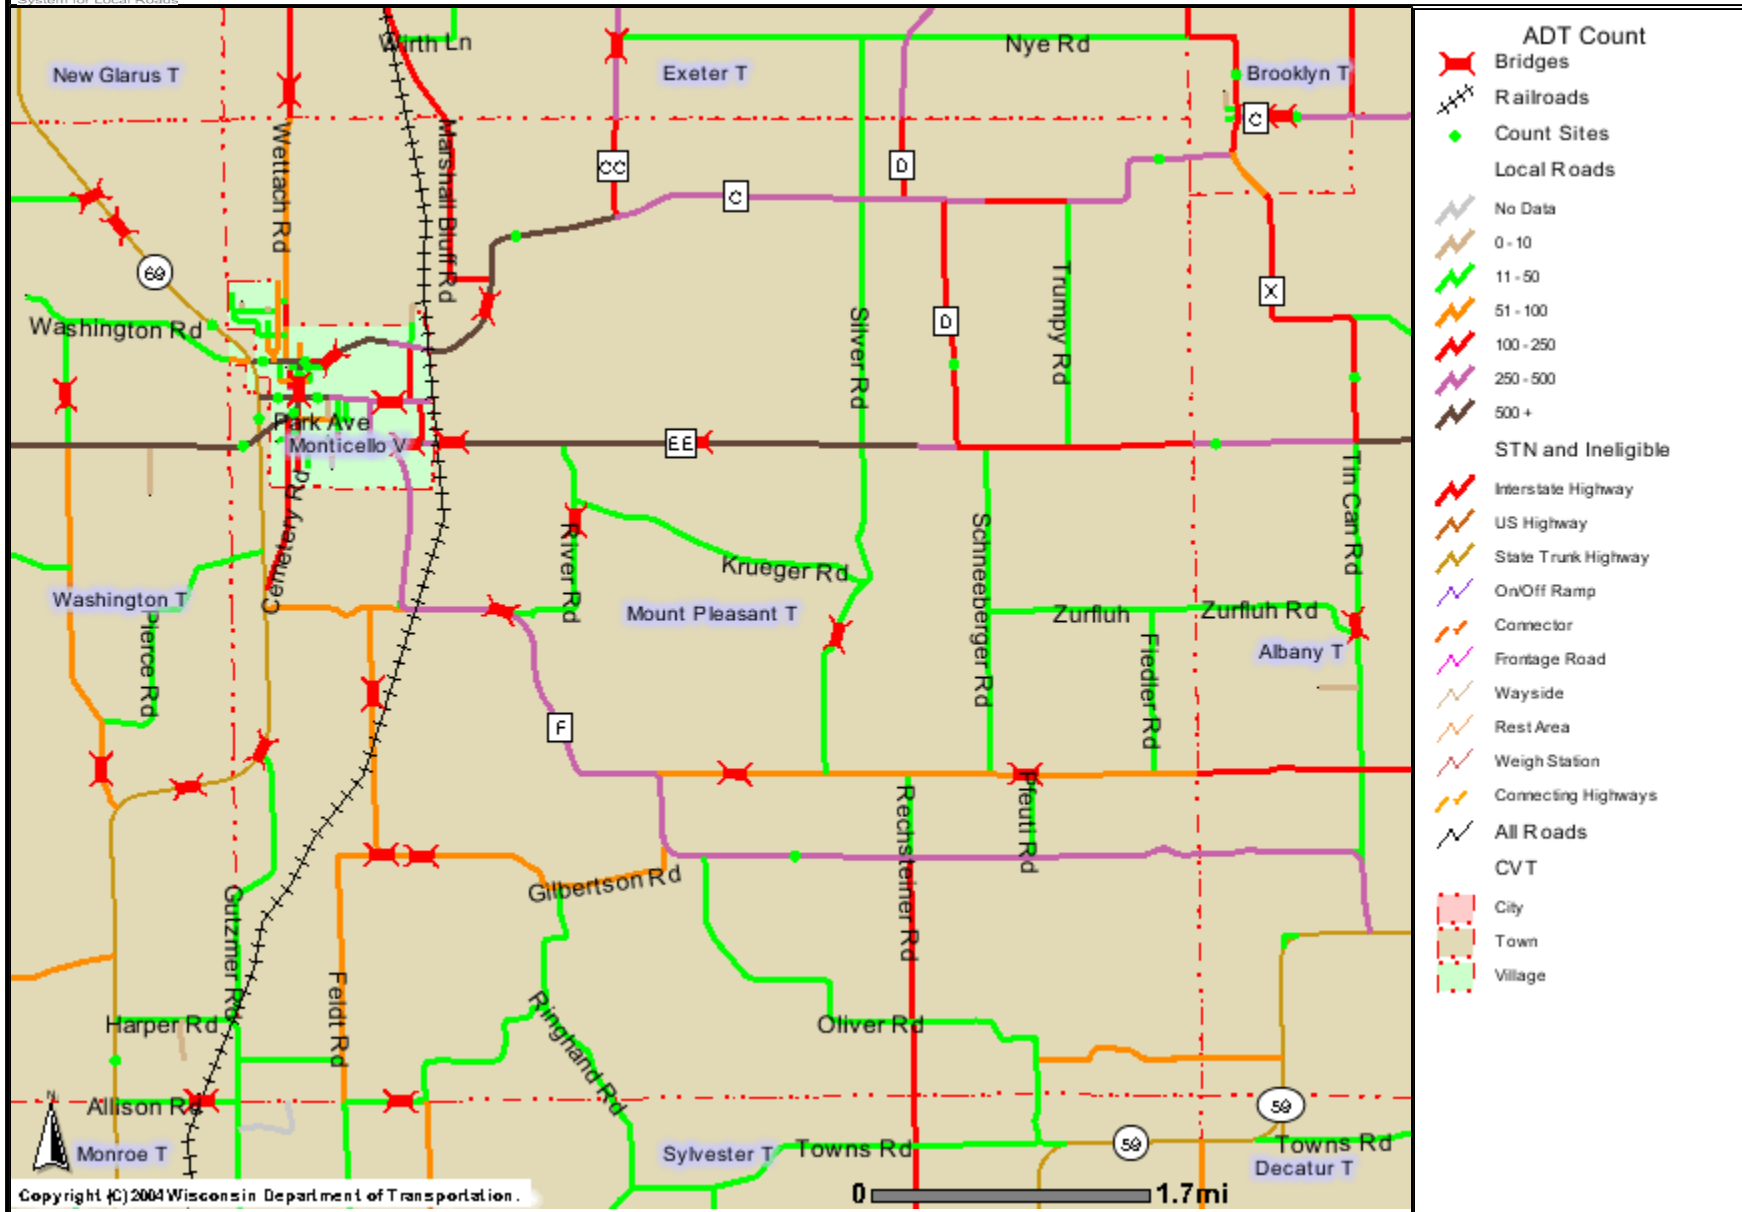 System for Local Roads
Wirth Ln
Nye Rd
New Glarus T
Exeter T
Brooklyn T
C
Wettach Rd
Marshall Bluff Rd
CC
D
C
69
X
Trumpy Rd
D
Silver Rd
Washington Rd
Park Ave
Monticello V
EE
Cemetery Rd
River Rd
Krueger Rd
Schneeberger Rd
Tin Can Rd
Washington T
Pierce Rd
Mount Pleasant T
Zurfluh
Zurfluh Rd
Fiedler Rd
Albany T
F
Rechsteiner Rd
Pfeuti Rd
Gilbertson Rd
Gutzmer Rd
Feldt Rd
Ringhand Rd
Harper Rd
Oliver Rd
N
Allison Rd
59
Monroe T
Sylvester T
Towns Rd
59
Towns Rd
Decatur T
Copyright (C) 2004 Wisconsin Department of Transportation.
0 1.7mi
ADT Count
Bridges
Railroads
Count Sites
Local Roads
No Data
0 - 10
11 - 50
51 - 100
100 - 250
250 - 500
500 +
STN and Ineligible
Interstate Highway
US Highway
State Trunk Highway
On/Off Ramp
Connector
Frontage Road
Wayside
Rest Area
Weigh Station
Connecting Highways
All Roads
CVT
City
Town
Village